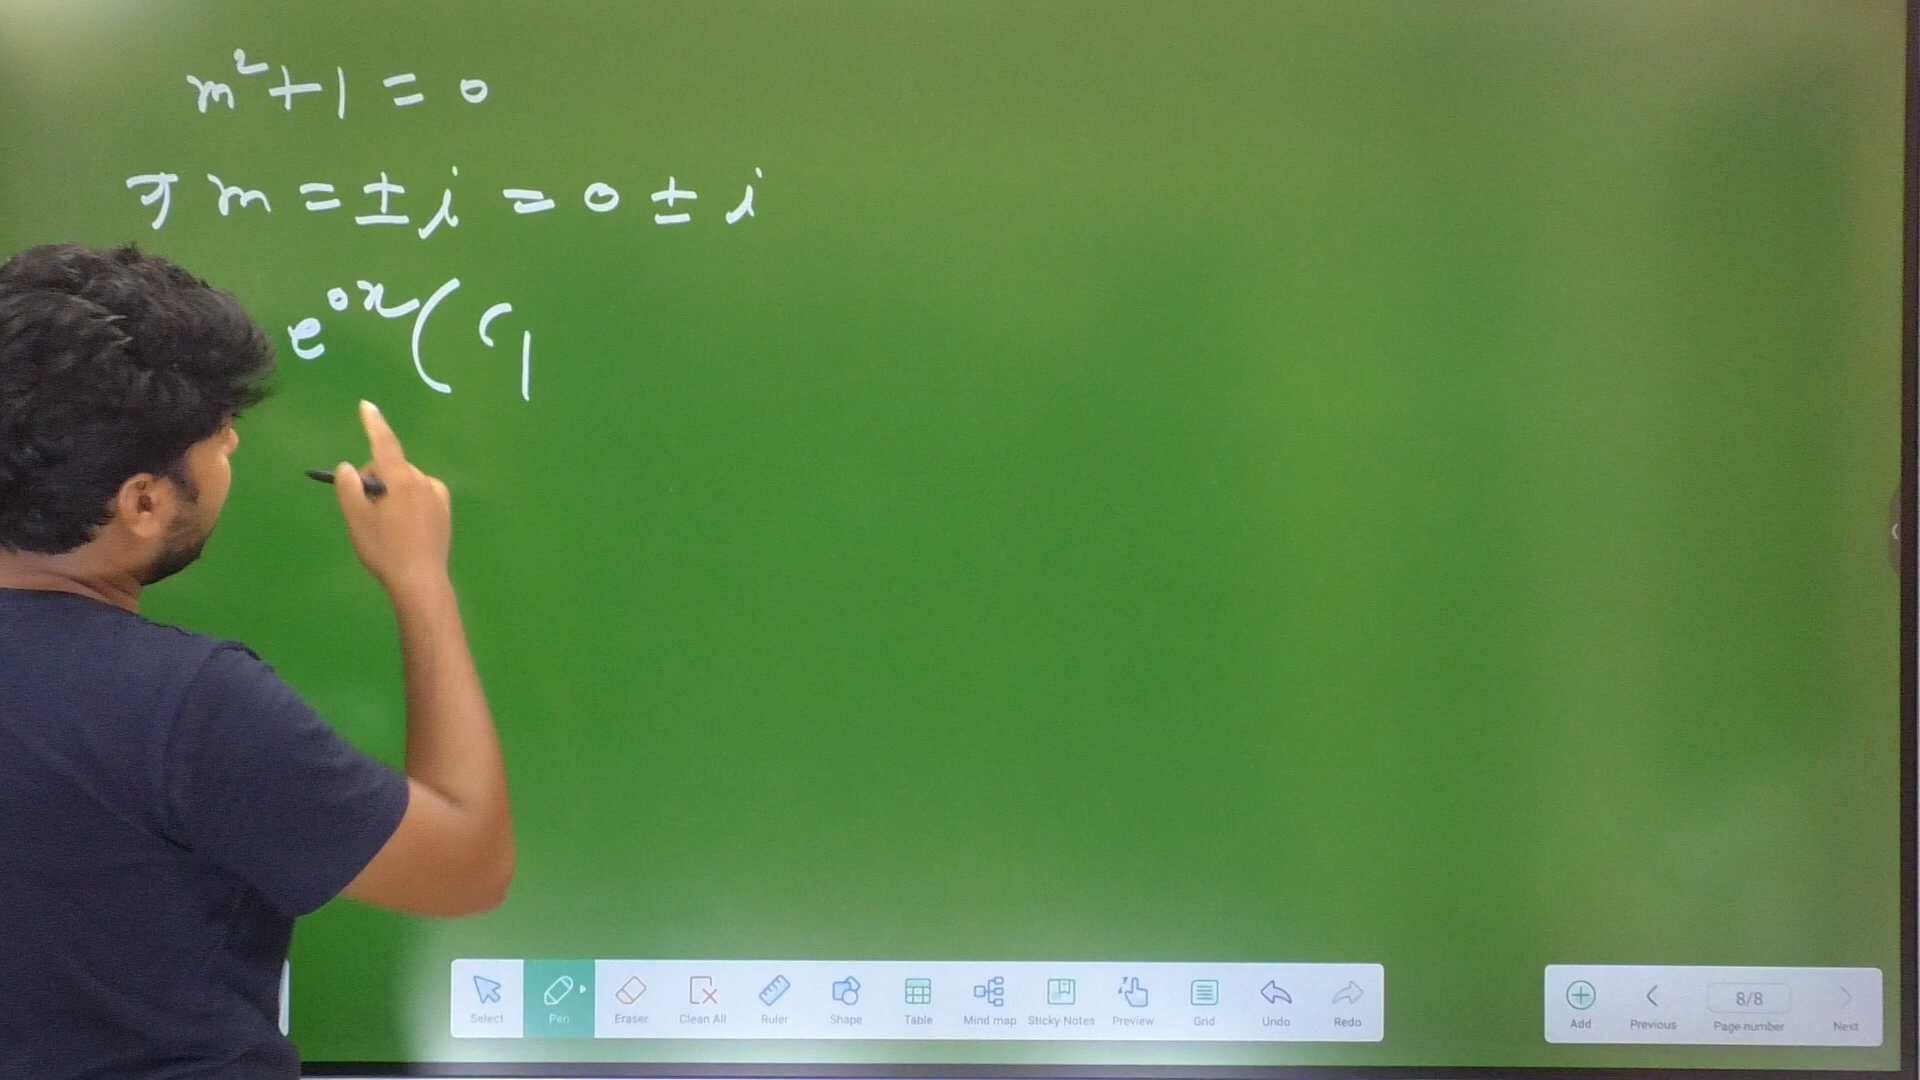 m² + 1 = 0
⇒ m = ± i = 0 ± i
e^{0x} ( C₁
Select Pen Eraser Clean All Ruler Shape Table Mind map Sticky-Notes Preview Grid Undo Redo
Add Previous 8/8 Page number Next